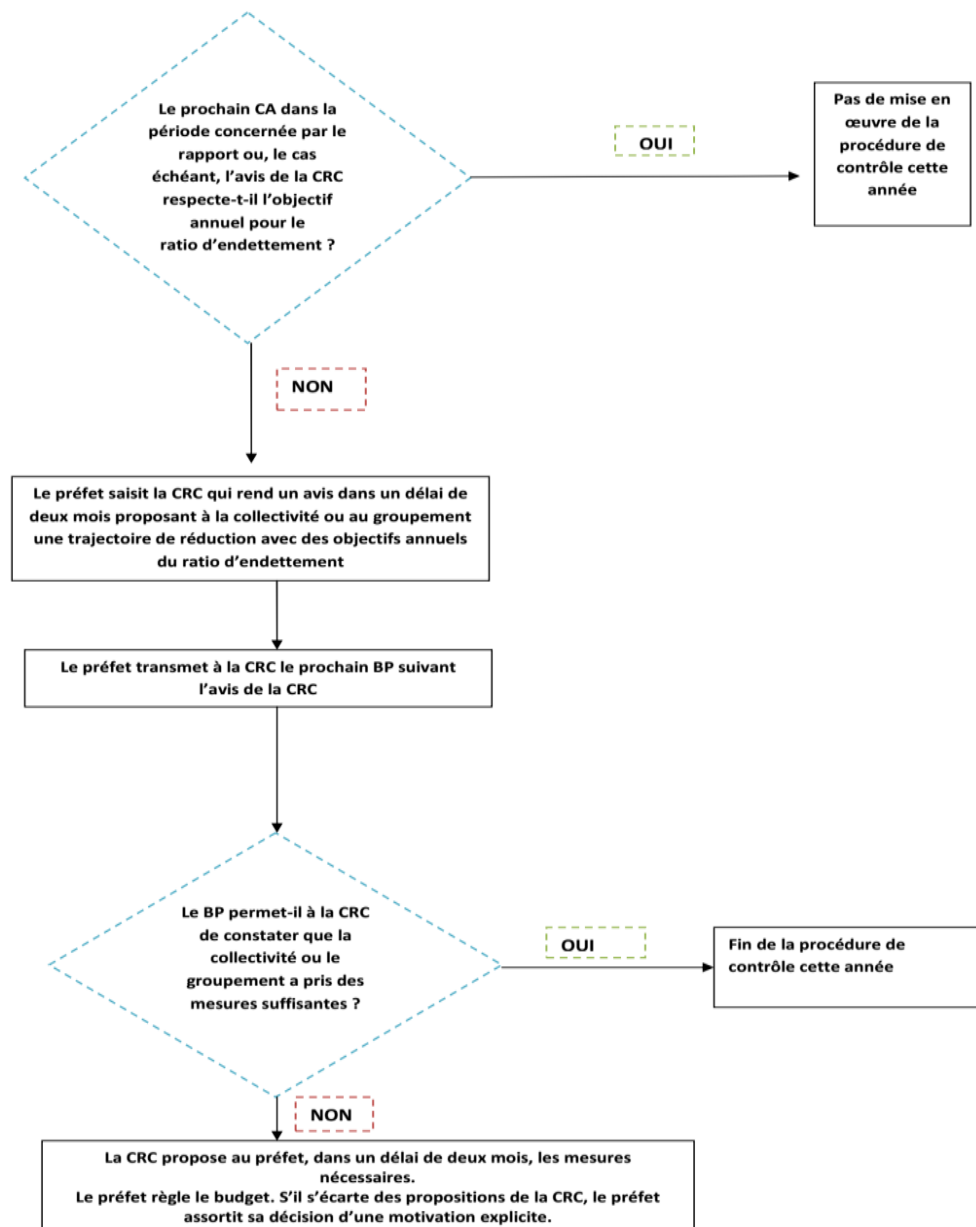 Le prochain CA dans la
période concernée par le
rapport ou, le cas
échéant, l’avis de la CRC
respecte-t-il l’objectif
annuel pour le
ratio d’endettement ?
OUI
Pas de mise en
œuvre de la
procédure de
contrôle cette
année
NON
Le préfet saisit la CRC qui rend un avis dans un délai de
deux mois proposant à la collectivité ou au groupement
une trajectoire de réduction avec des objectifs annuels
du ratio d’endettement
Le préfet transmet à la CRC le prochain BP suivant
l’avis de la CRC
Le BP permet-il à la CRC
de constater que la
collectivité ou le
groupement a pris des
mesures suffisantes ?
OUI
Fin de la procédure de
contrôle cette année
NON
La CRC propose au préfet, dans un délai de deux mois, les mesures
nécessaires.
Le préfet règle le budget. S’il s’écarte des propositions de la CRC, le préfet
assortit sa décision d’une motivation explicite.